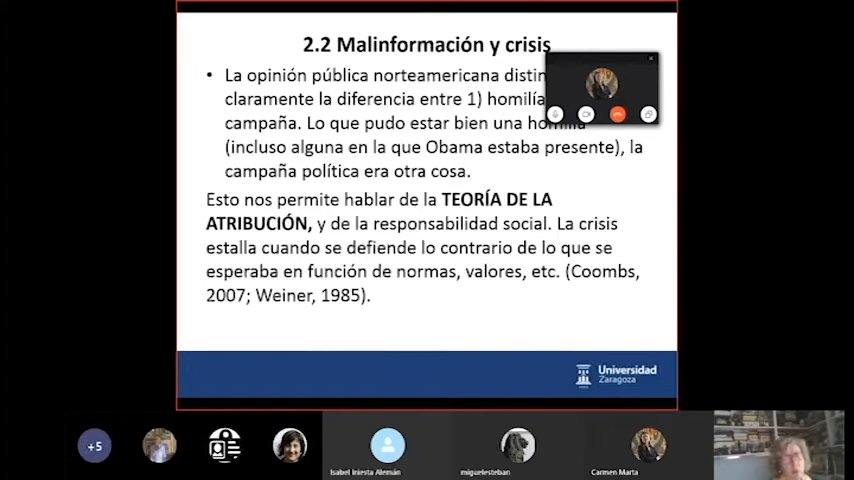 2.2 Malinformación y crisis
• La opinión pública norteamericana distin
claramente la diferencia entre 1) homilía
campaña. Lo que pudo estar bien una homilía
(incluso alguna en la que Obama estaba presente), la
campaña política era otra cosa.
Esto nos permite hablar de la TEORÍA DE LA
ATRIBUCIÓN, y de la responsabilidad social. La crisis
estalla cuando se defiende lo contrario de lo que se
esperaba en función de normas, valores, etc. (Coombs,
2007; Weiner, 1985).
Universidad
Zaragoza
+5
Isabel Iniesta Alemán
miguelesteban
Carmen Marta